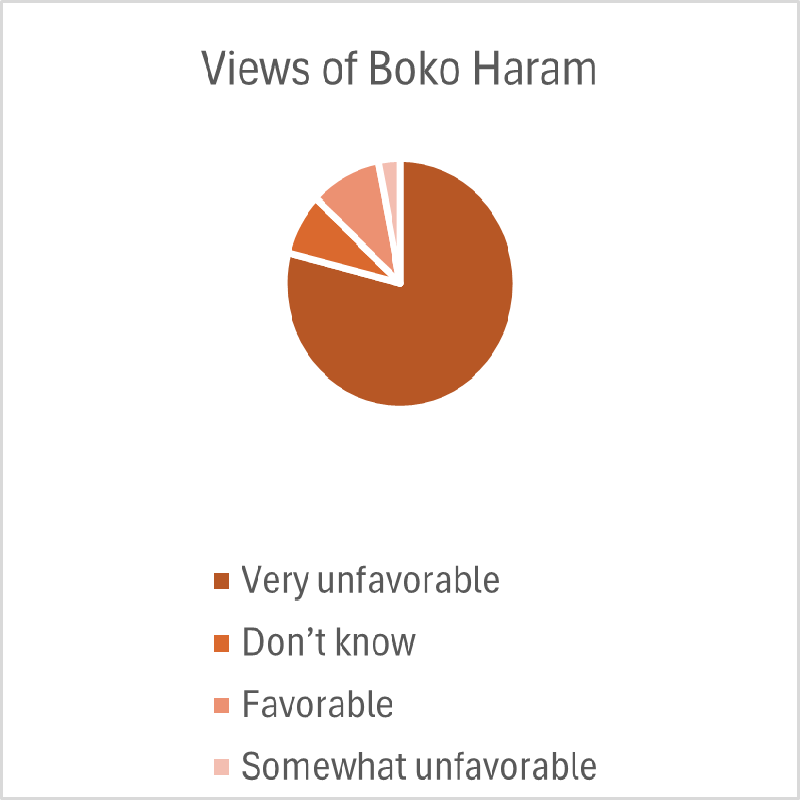 Views of Boko Haram
Very unfavorable
Don’t know
Favorable
Somewhat unfavorable